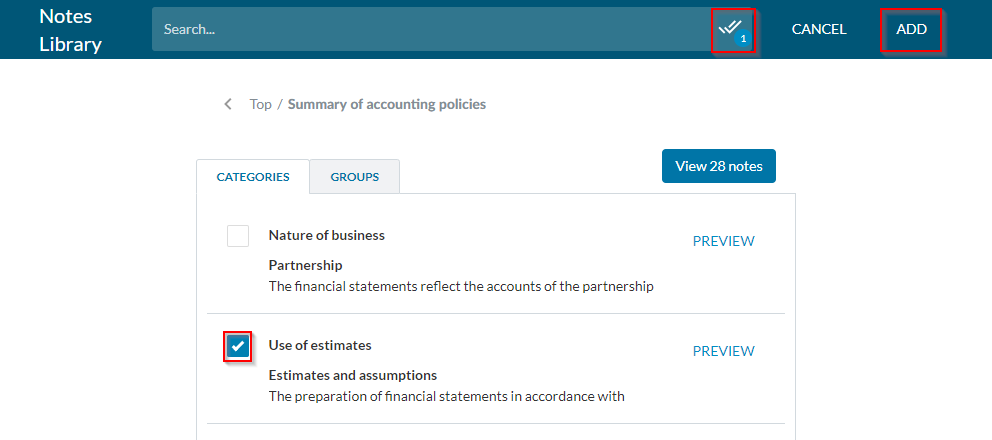 Notes
Library
Search...
1
CANCEL
ADD
Top / Summary of accounting policies
View 28 notes
CATEGORIES
GROUPS
Nature of business
PREVIEW
Partnership
The financial statements reflect the accounts of the partnership
Use of estimates
PREVIEW
Estimates and assumptions
The preparation of financial statements in accordance with